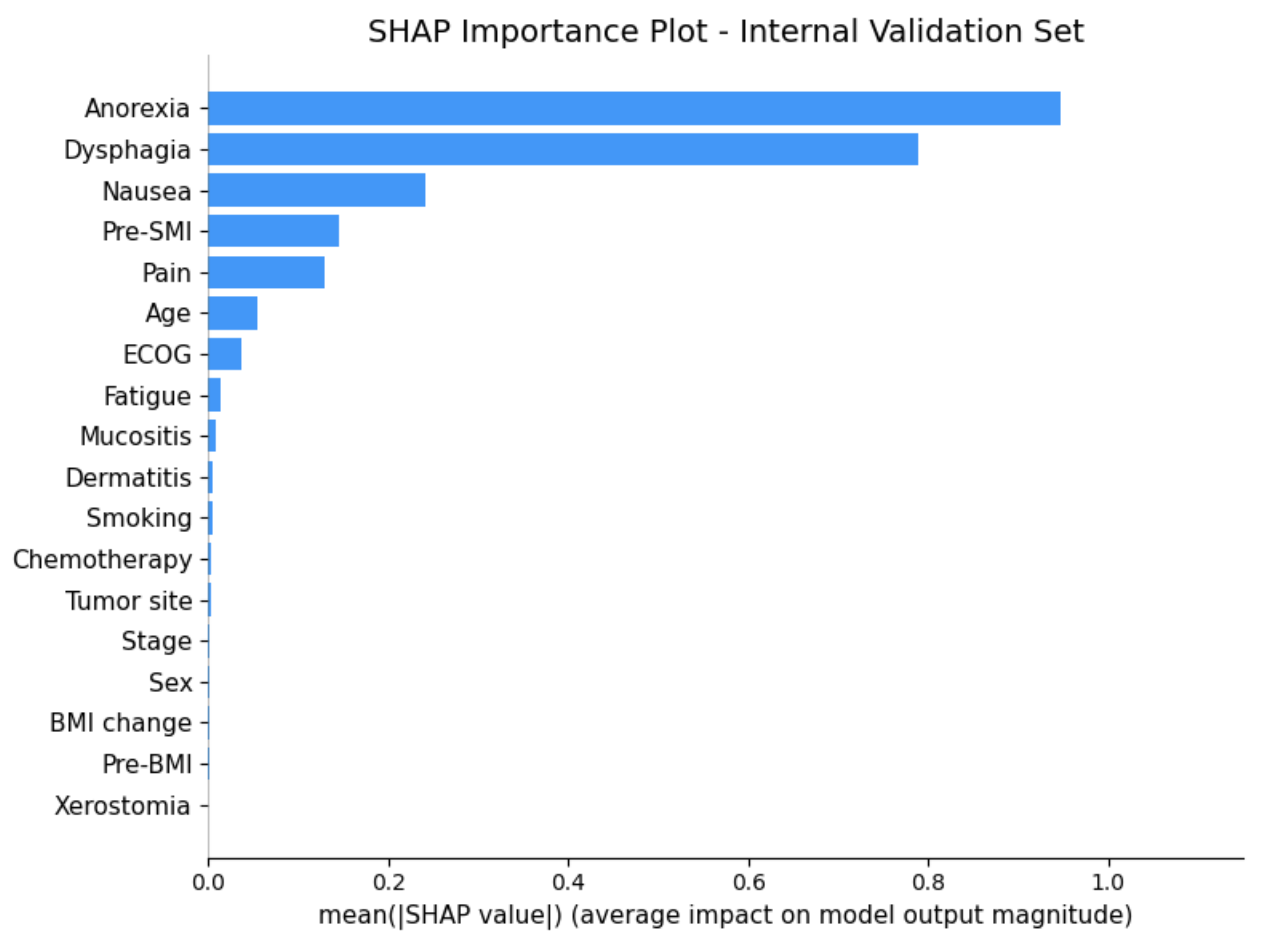 SHAP Importance Plot - Internal Validation Set
Anorexia
Dysphagia
Nausea
Pre-SMI
Pain
Age
ECOG
Fatigue
Mucositis
Dermatitis
Smoking
Chemotherapy
Tumor site
Stage
Sex
BMI change
Pre-BMI
Xerostomia
0.0 0.2 0.4 0.6 0.8 1.0
mean(|SHAP value|) (average impact on model output magnitude)